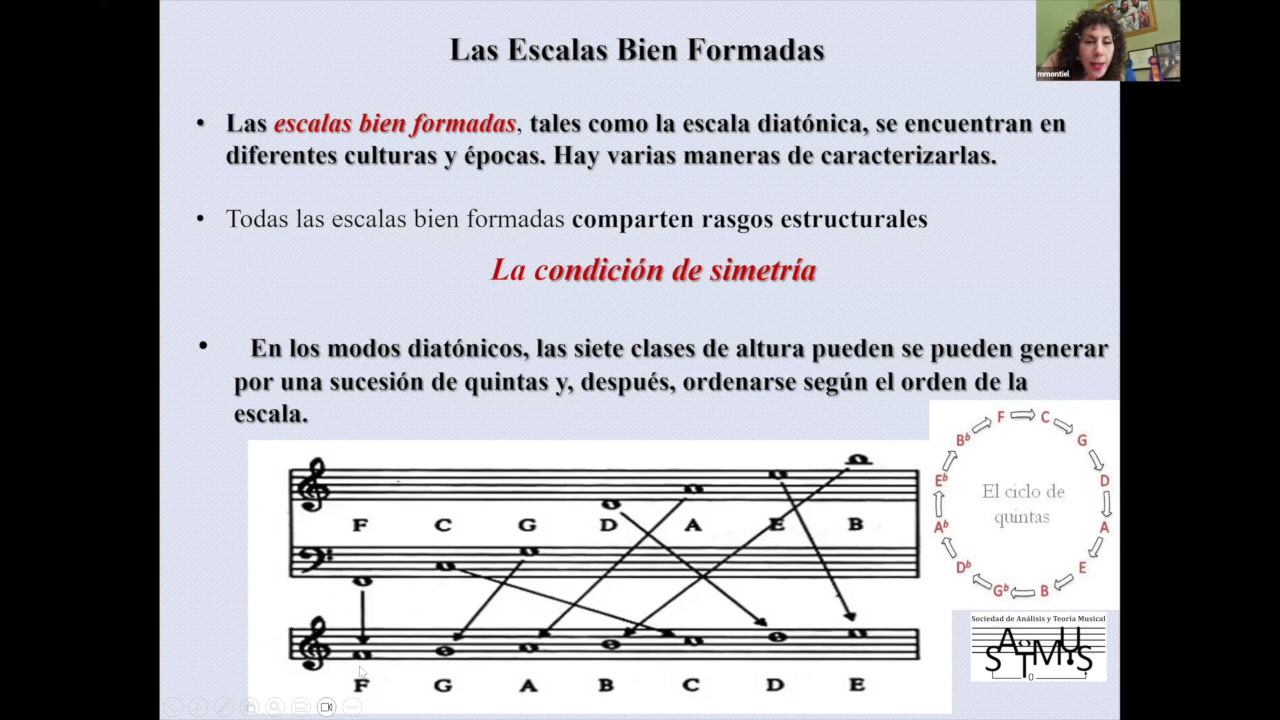 Las Escalas Bien Formadas
mmontiel
• Las escalas bien formadas, tales como la escala diatónica, se encuentran en
diferentes culturas y épocas. Hay varias maneras de caracterizarlas.
• Todas las escalas bien formadas comparten rasgos estructurales
La condición de simetría
• En los modos diatónicos, las siete clases de altura pueden se pueden generar
por una sucesión de quintas y, después, ordenarse según el orden de la
escala.
F C G D A E B
F G A B C D E
F C G D A E B Gb Db Ab Eb Bb
El ciclo de
quintas
Sociedad de Análisis y Teoría Musical
SATMUS
0